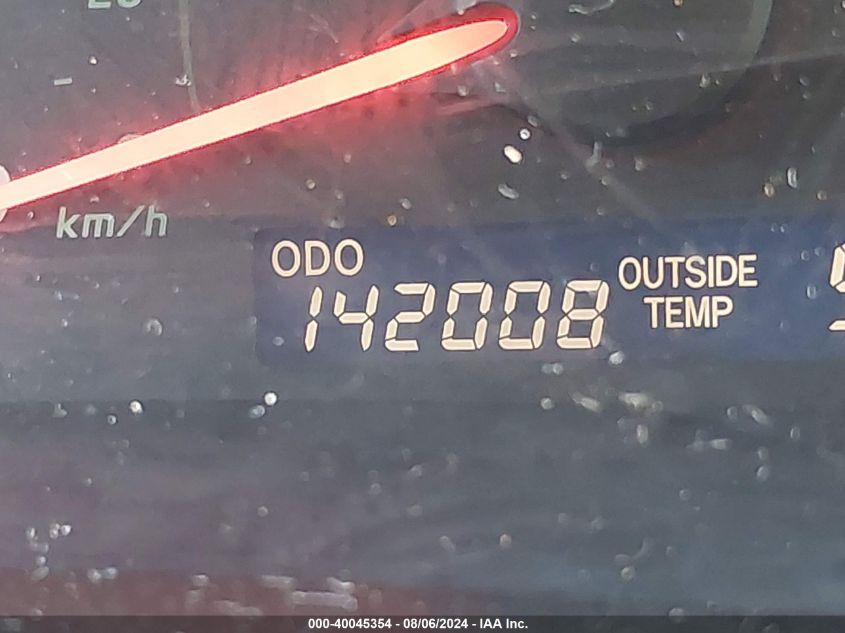 km/h
ODO
142008
OUTSIDE
TEMP
000-40045354 - 08/06/2024 - IAA Inc.